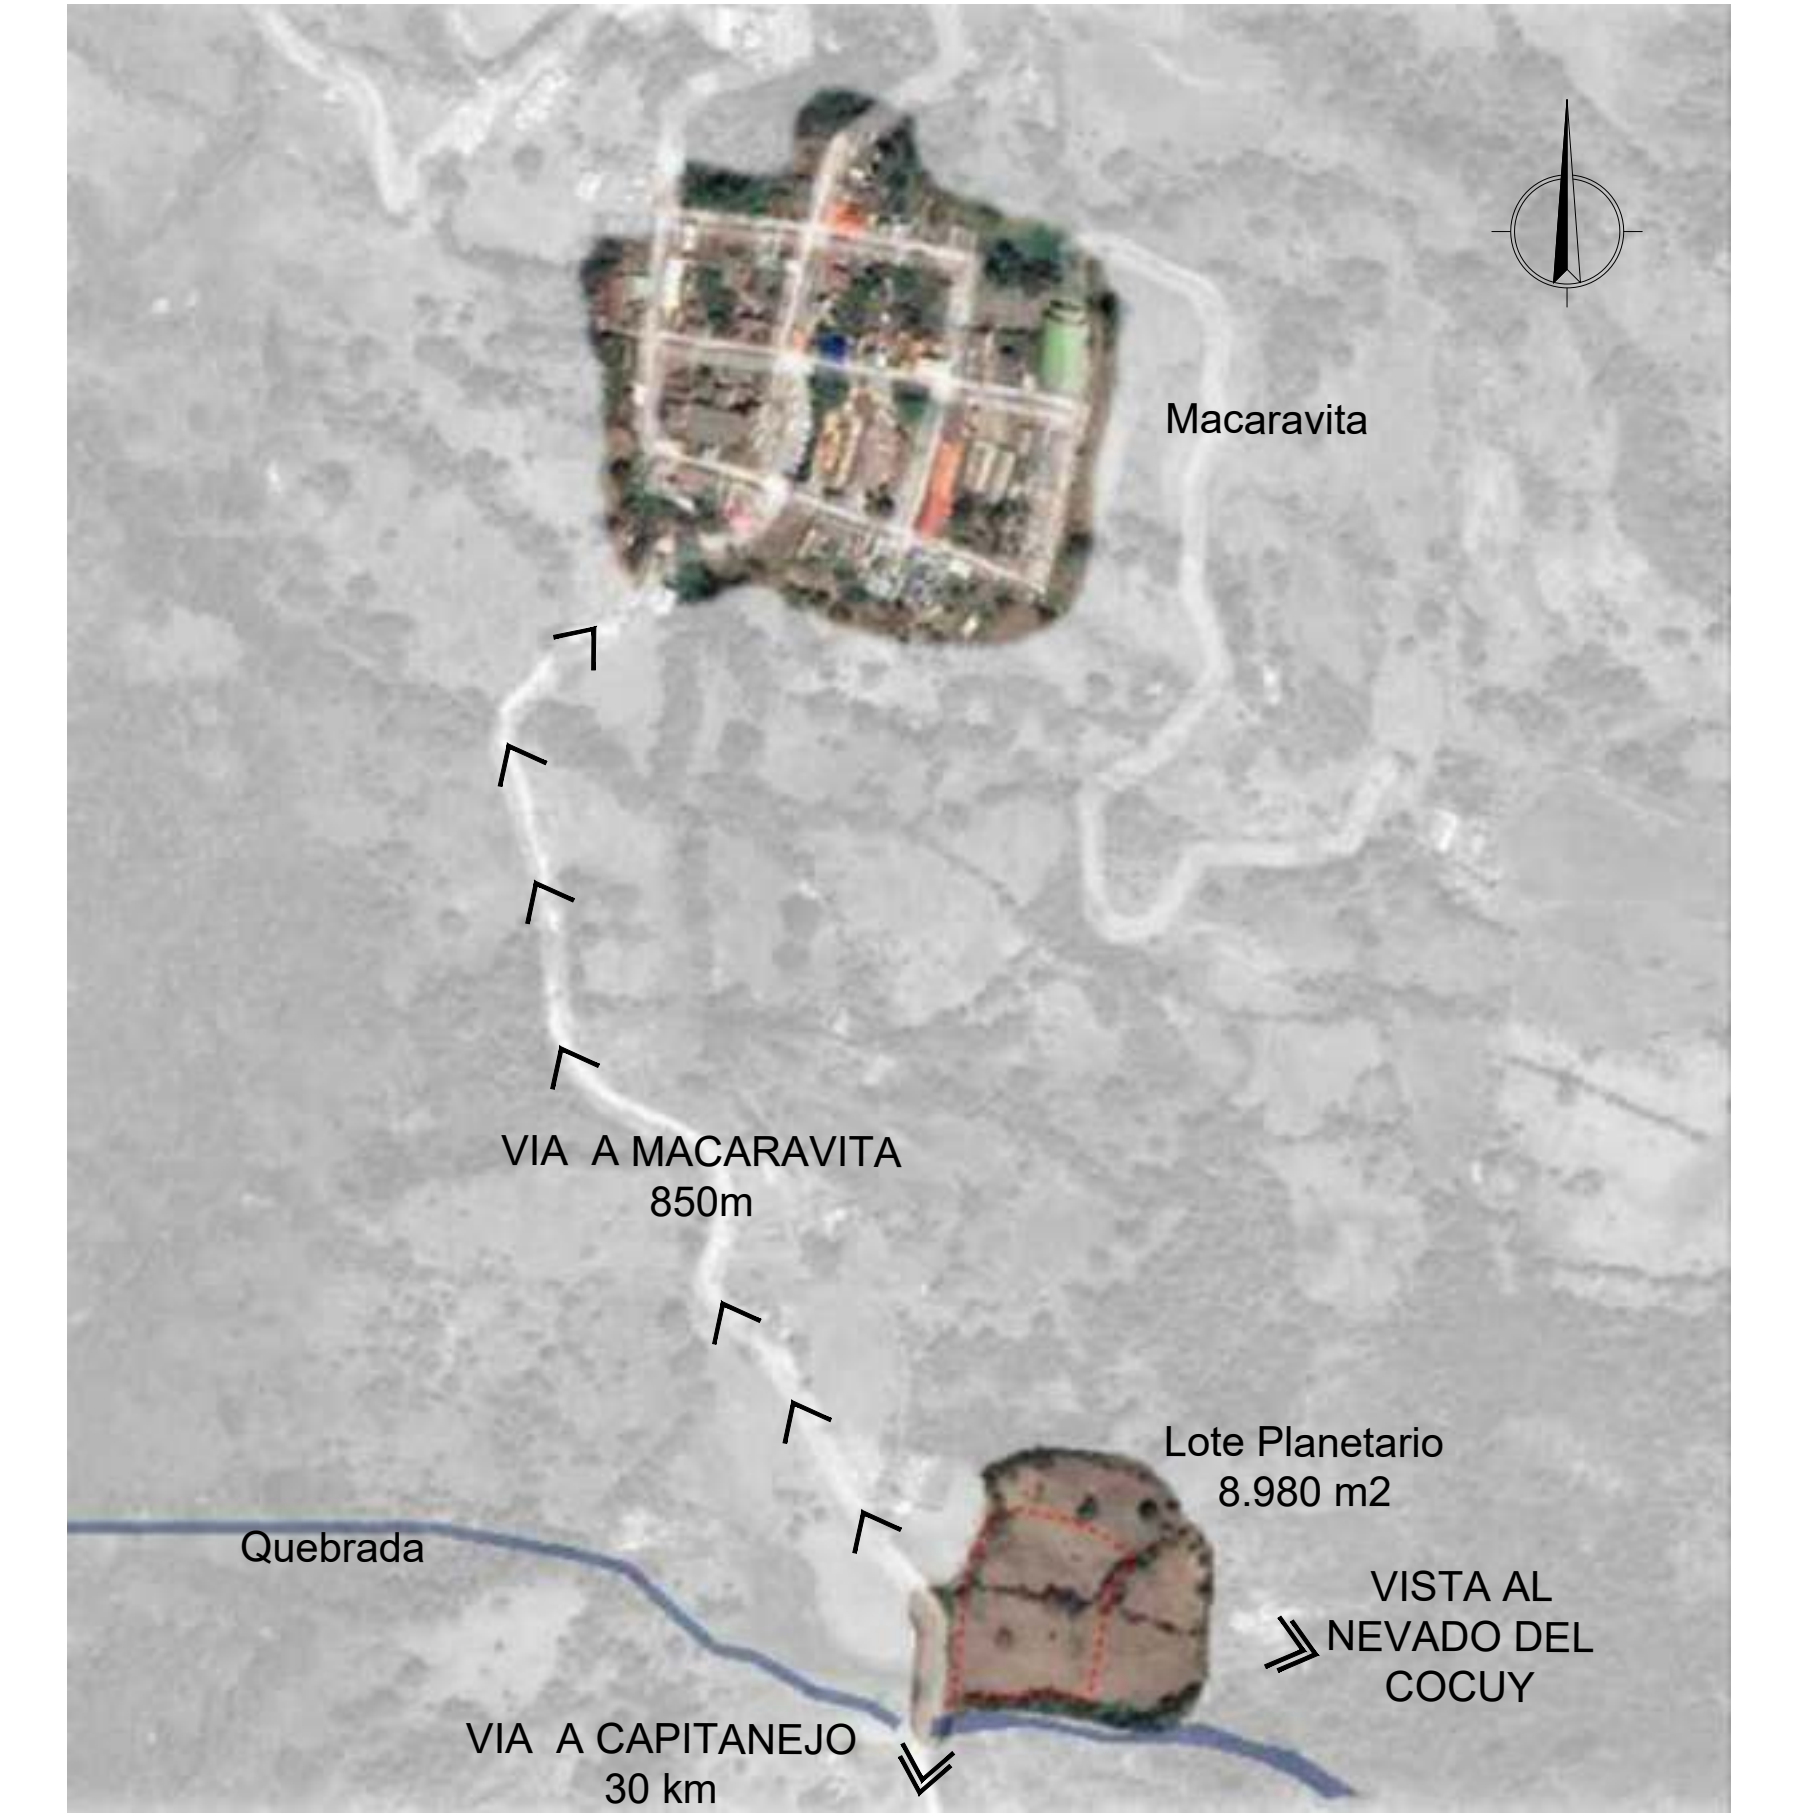 Macaravita
VIA A MACARAVITA
850m
Lote Planetario
8.980 m2
Quebrada
VISTA AL
NEVADO DEL
COCUY
VIA A CAPITANEJO
30 km